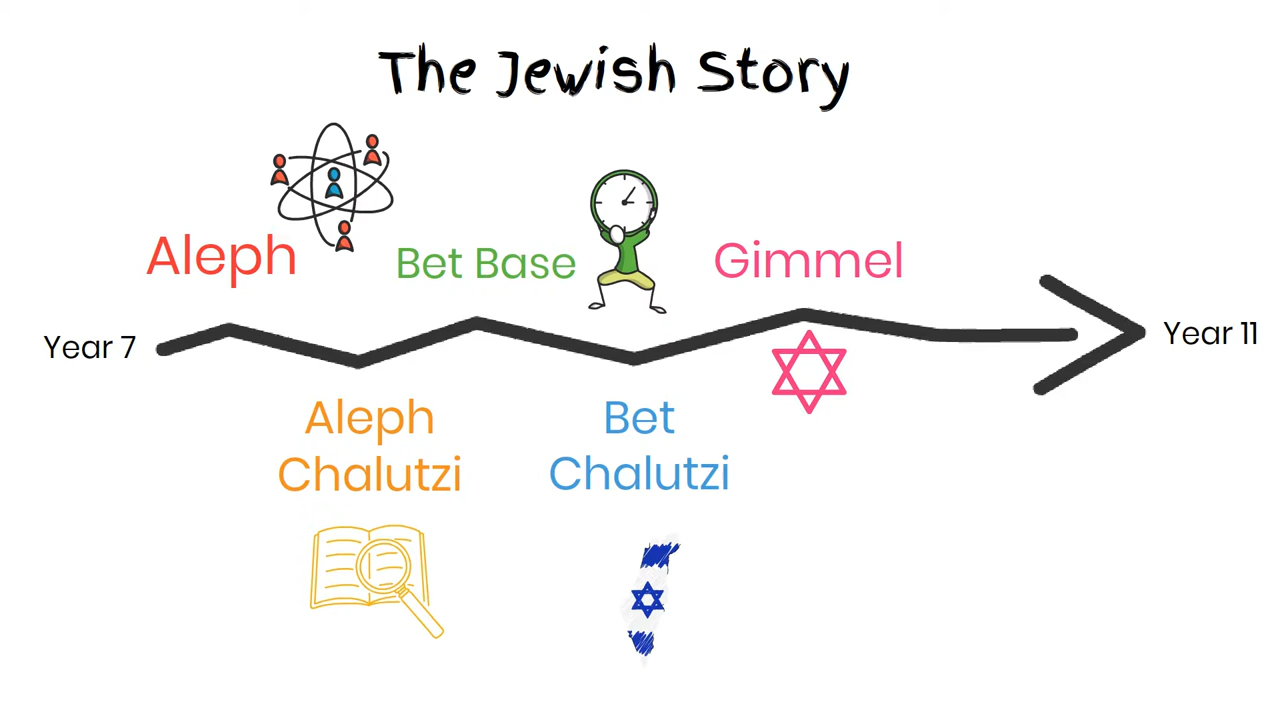 The Jewish Story
Aleph
Bet Base
Gimmel
Year 7
Year 11
Aleph
Chalutzi
Bet
Chalutzi